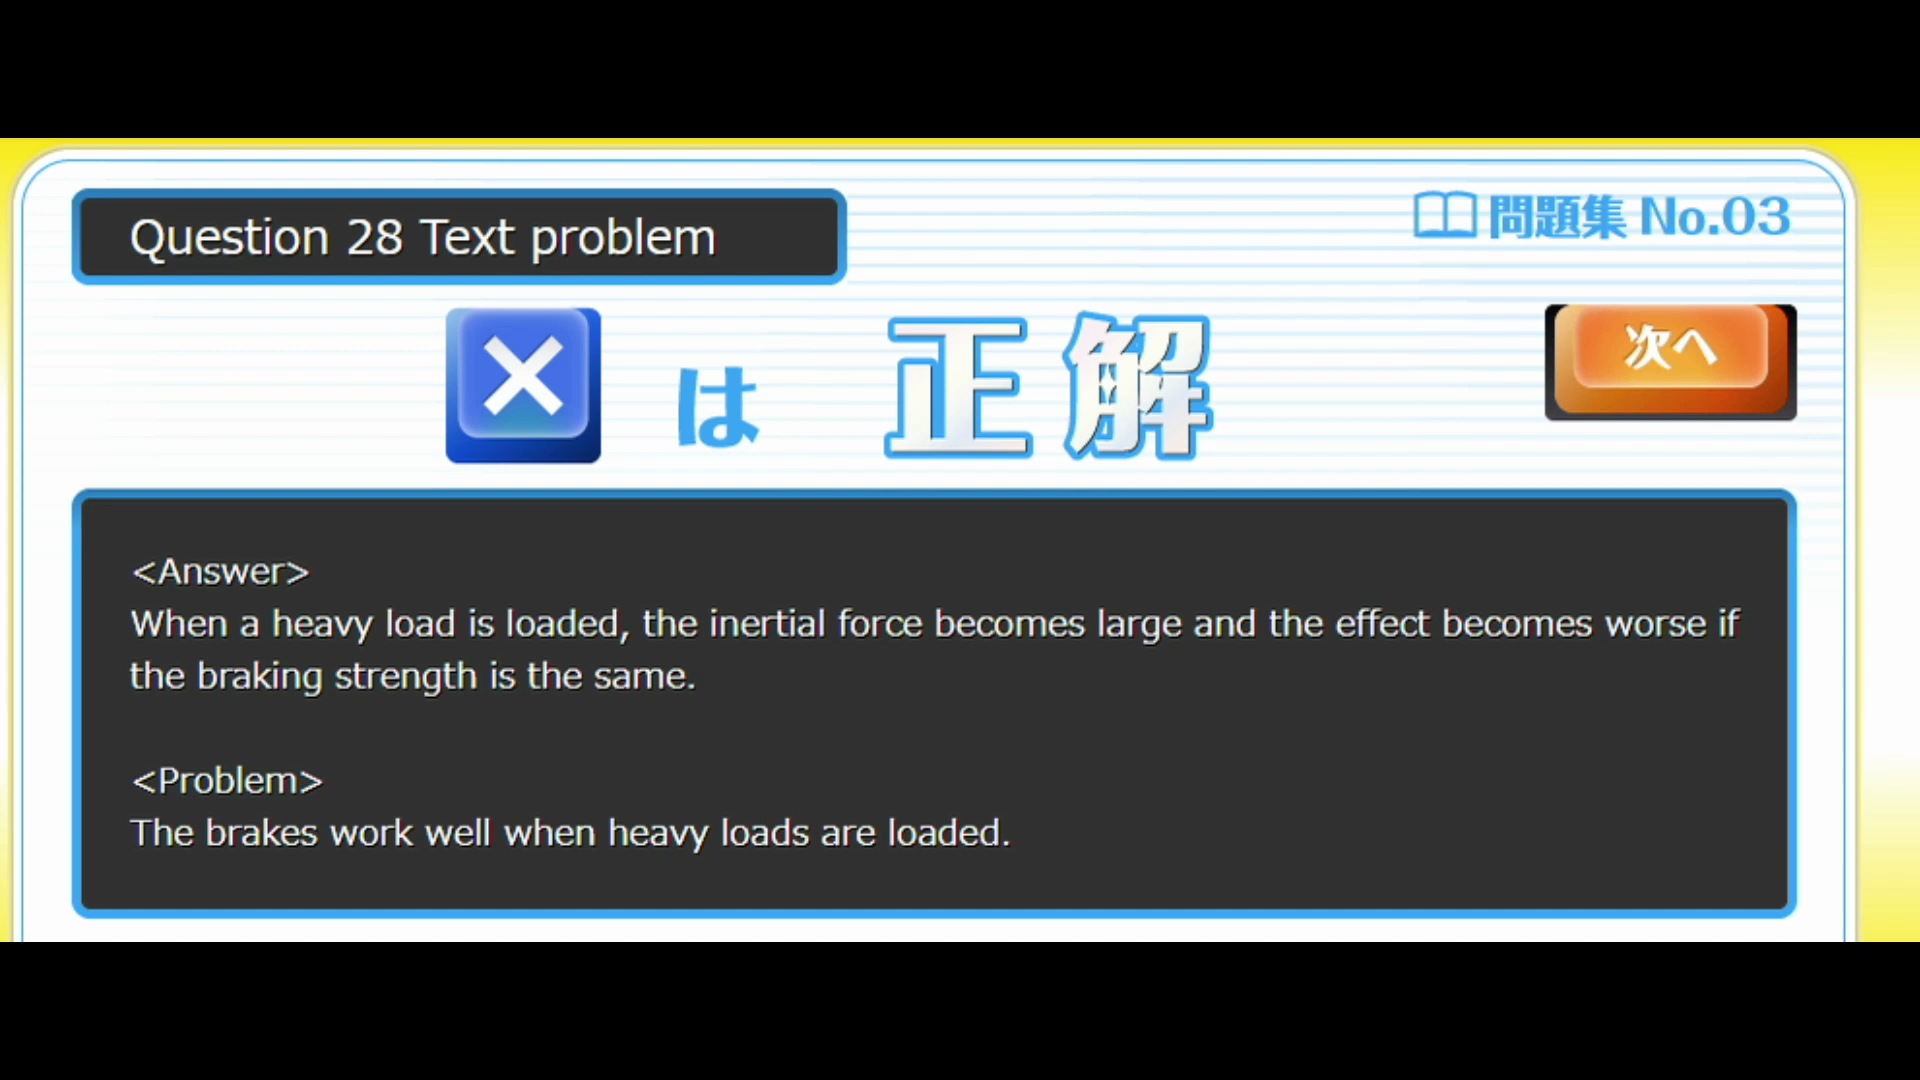 Question 28 Text problem
問題集 No.03
× は 正解
次へ
<Answer>
When a heavy load is loaded, the inertial force becomes large and the effect becomes worse if
the braking strength is the same.
<Problem>
The brakes work well when heavy loads are loaded.